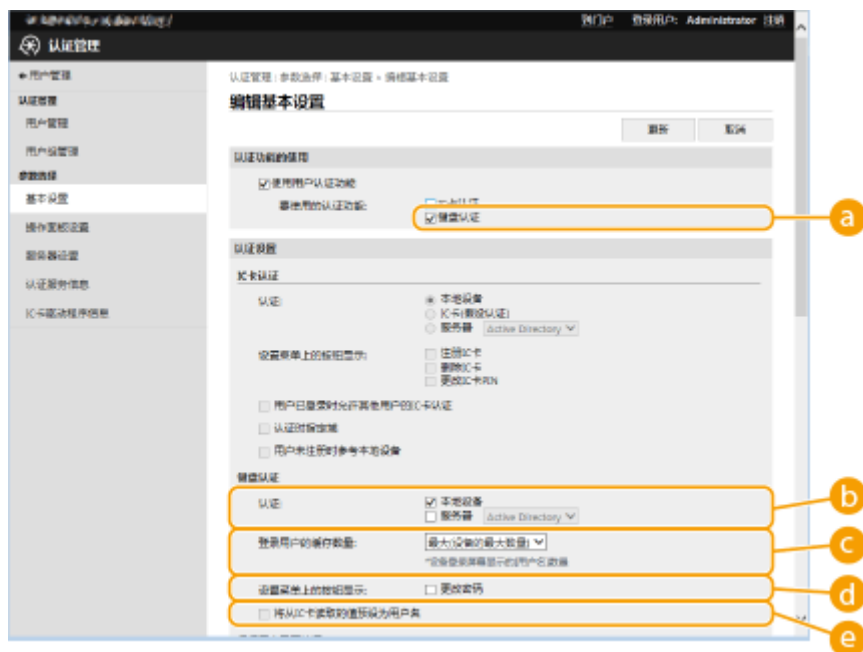 到门户 登录用户: Administrator 注销
认证管理
用户管理
认证管理:参数选择:基本设置 > 编辑基本设置
认证管理
编辑基本设置
用户管理
更新 取消
用户组管理
认证功能的使用
参数选择
使用用户认证功能
基本设置
要使用的认证功能:
键盘认证
a
操作面板设置
服务器设置
认证设置
认证服务信息
IC卡认证
IC卡驱动程序信息
认证: 本地设备
IC卡(假设认证)
服务器 Active Directory
设置菜单上的按钮显示: 注册IC卡
删除IC卡
更改IC卡PIN
用户已登录时允许其他用户的IC卡认证
认证时指定域
用户未注册时参考本地设备
键盘认证
认证: 本地设备
服务器 Active Directory
b
登录用户的缓存数量: 最大(设备的最大数量)
*设备登录屏幕显示的[用户名]数量
c
设置菜单上的按钮显示: 更改密码
d
将从IC卡读取的值预设为用户名
e